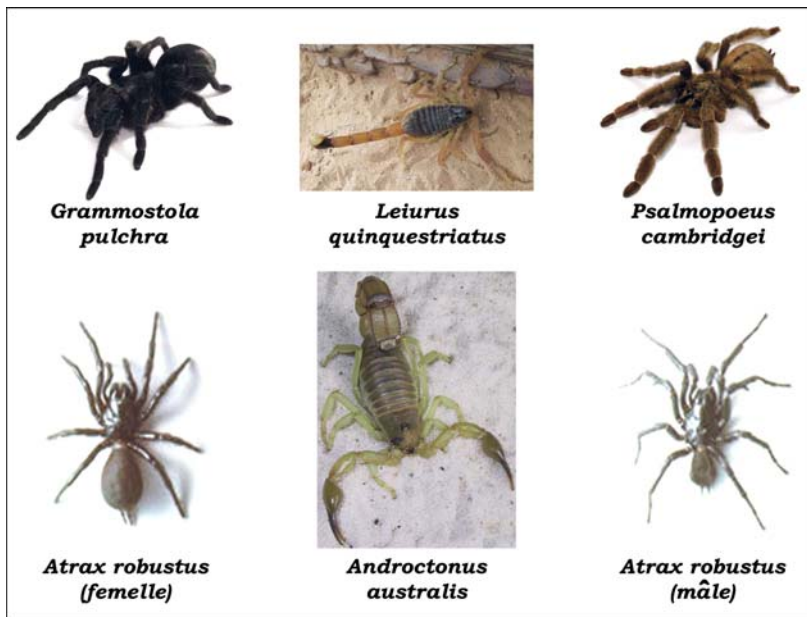 Grammostola
pulchra
Leiurus
quinquestriatus
Psalmopoeus
cambridgei
Atrax robustus
(femelle)
Androctonus
australis
Atrax robustus
(mâle)